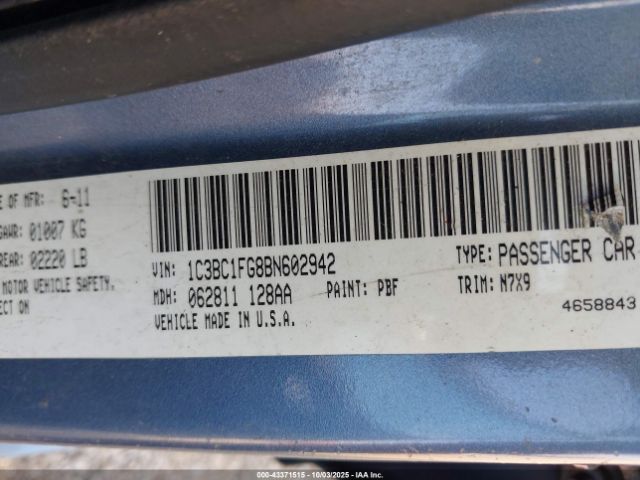 E OF MFR: 6-11
GAWR: 01007 KG
REAR: 02220 LB
MOTOR VEHICLE SAFETY.
ECT ON
VIN: 1C3BC1FG8BN602942 TYPE: PASSENGER CAR
MDH: 062811 128AA PAINT: PBF TRIM: N7X9
VEHICLE MADE IN U.S.A. 4658843
000-43371515 - 10/03/2025 - ©IAA Inc.